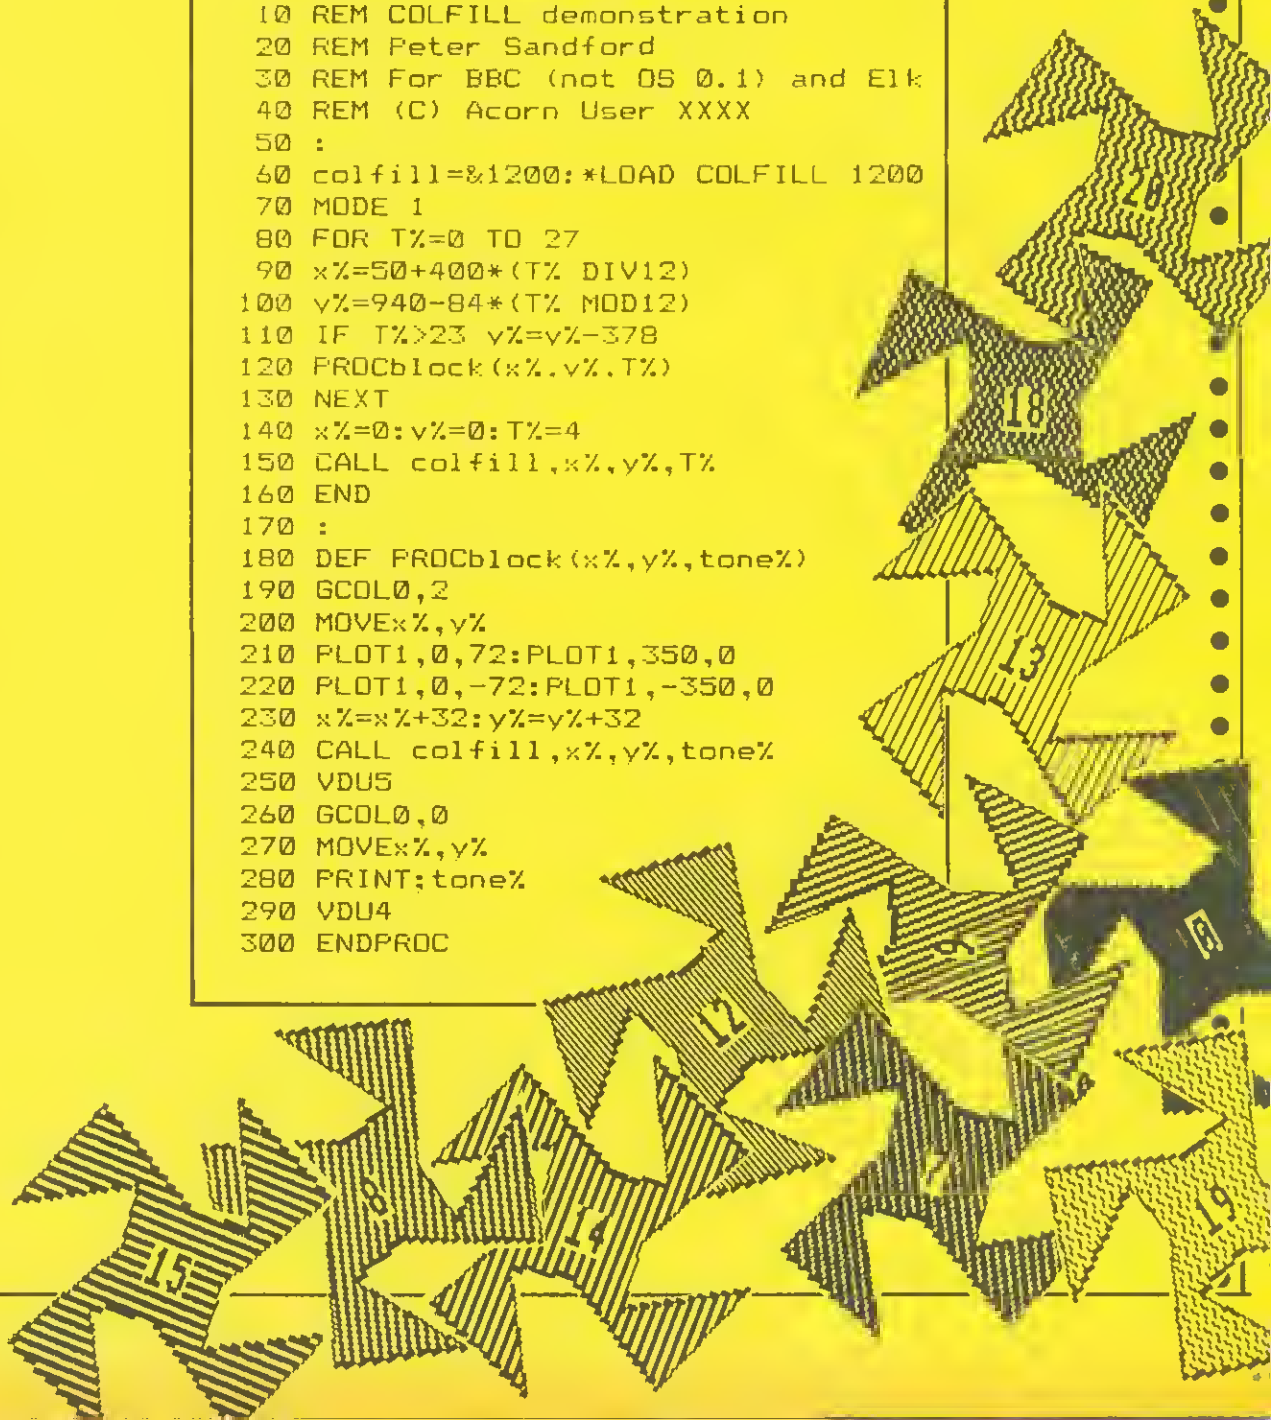 10 REM COLFILL demonstration
20 REM Peter Sandford
30 REM For BBC (not OS 0.1) and Elk
40 REM (C) Acorn User XXXX
50 :
60 colfill=&1200:*LOAD COLFILL 1200
70 MODE 1
80 FOR T%=0 TO 27
90 x%=50+400*(T% DIV12)
100 y%=940-84*(T% MOD12)
110 IF T%>23 y%=y%-378
120 PROCblock(x%,y%,T%)
130 NEXT
140 x%=0:y%=0:T%=4
150 CALL colfill,x%,y%,T%
160 END
170 :
180 DEF PROCblock(x%,y%,tone%)
190 GCOL0,2
200 MOVEx%,y%
210 PLOT1,0,72:PLOT1,350,0
220 PLOT1,0,-72:PLOT1,-350,0
230 x%=x%+32:y%=y%+32
240 CALL colfill,x%,y%,tone%
250 VDU5
260 GCOL0,0
270 MOVEx%,y%
280 PRINT;tone%
290 VDU4
300 ENDPROC
20
18
13
12
15
8
14
7
19